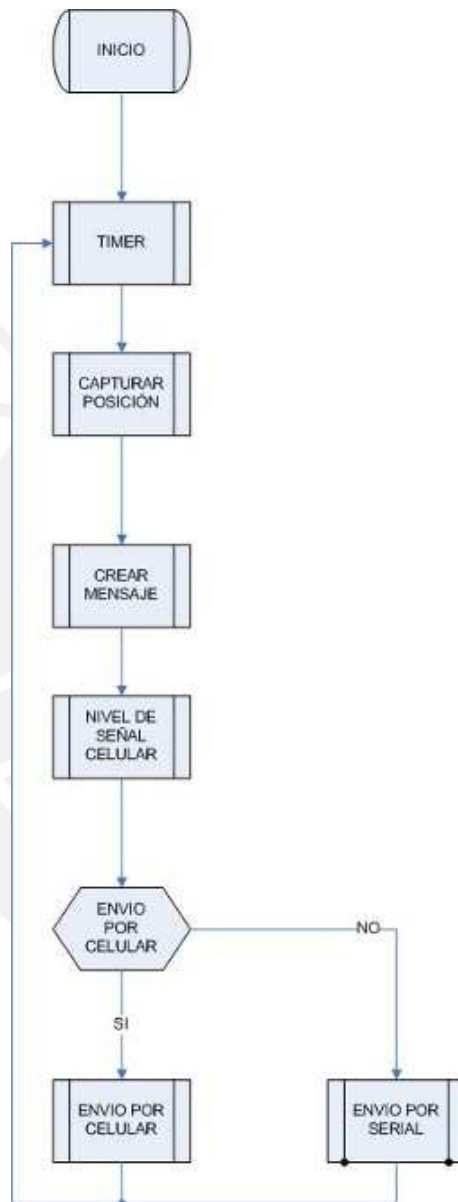 INICIO
TIMER
CAPTURAR
POSICIÓN
CREAR
MENSAJE
NIVEL DE
SEÑAL
CELULAR
ENVIO
POR
CELULAR
NO
SI
ENVIO POR
CELULAR
ENVIO POR
SERIAL